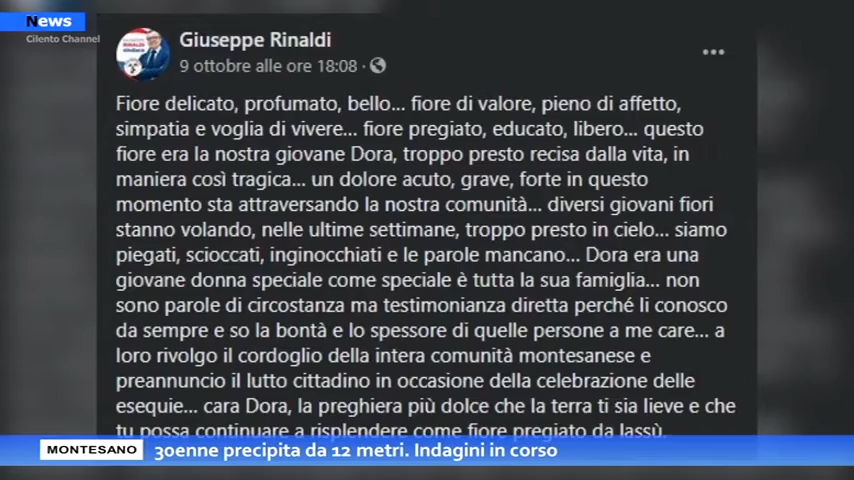 News
Cilento Channel
RINALDI
sindaco
Giuseppe Rinaldi
9 ottobre alle ore 18:08 ·
Fiore delicato, profumato, bello... fiore di valore, pieno di affetto,
simpatia e voglia di vivere... fiore pregiato, educato, libero... questo
fiore era la nostra giovane Dora, troppo presto recisa dalla vita, in
maniera così tragica... un dolore acuto, grave, forte in questo
momento sta attraversando la nostra comunità... diversi giovani fiori
stanno volando, nelle ultime settimane, troppo presto in cielo... siamo
piegati, scioccati, inginocchiati e le parole mancano... Dora era una
giovane donna speciale come speciale è tutta la sua famiglia... non
sono parole di circostanza ma testimonianza diretta perché li conosco
da sempre e so la bontà e lo spessore di quelle persone a me care... a
loro rivolgo il cordoglio della intera comunità montesanese e
preannuncio il lutto cittadino in occasione della celebrazione delle
esequie... cara Dora, la preghiera più dolce che la terra ti sia lieve e che
tu possa continuare a risplendere come fiore pregiato da lassù.
MONTESANO 30enne precipita da 12 metri. Indagini in corso